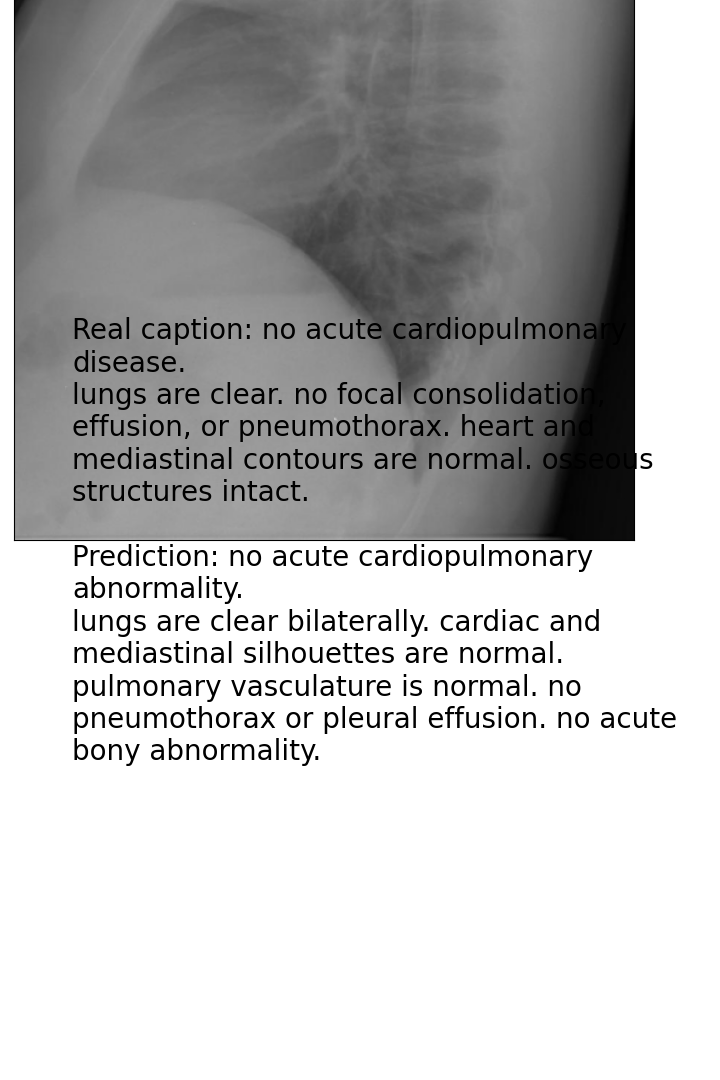 Real caption: no acute cardiopulmonary
disease.
lungs are clear. no focal consolidation,
effusion, or pneumothorax. heart and
mediastinal contours are normal. osseous
structures intact.
Prediction: no acute cardiopulmonary
abnormality.
lungs are clear bilaterally. cardiac and
mediastinal silhouettes are normal.
pulmonary vasculature is normal. no
pneumothorax or pleural effusion. no acute
bony abnormality.